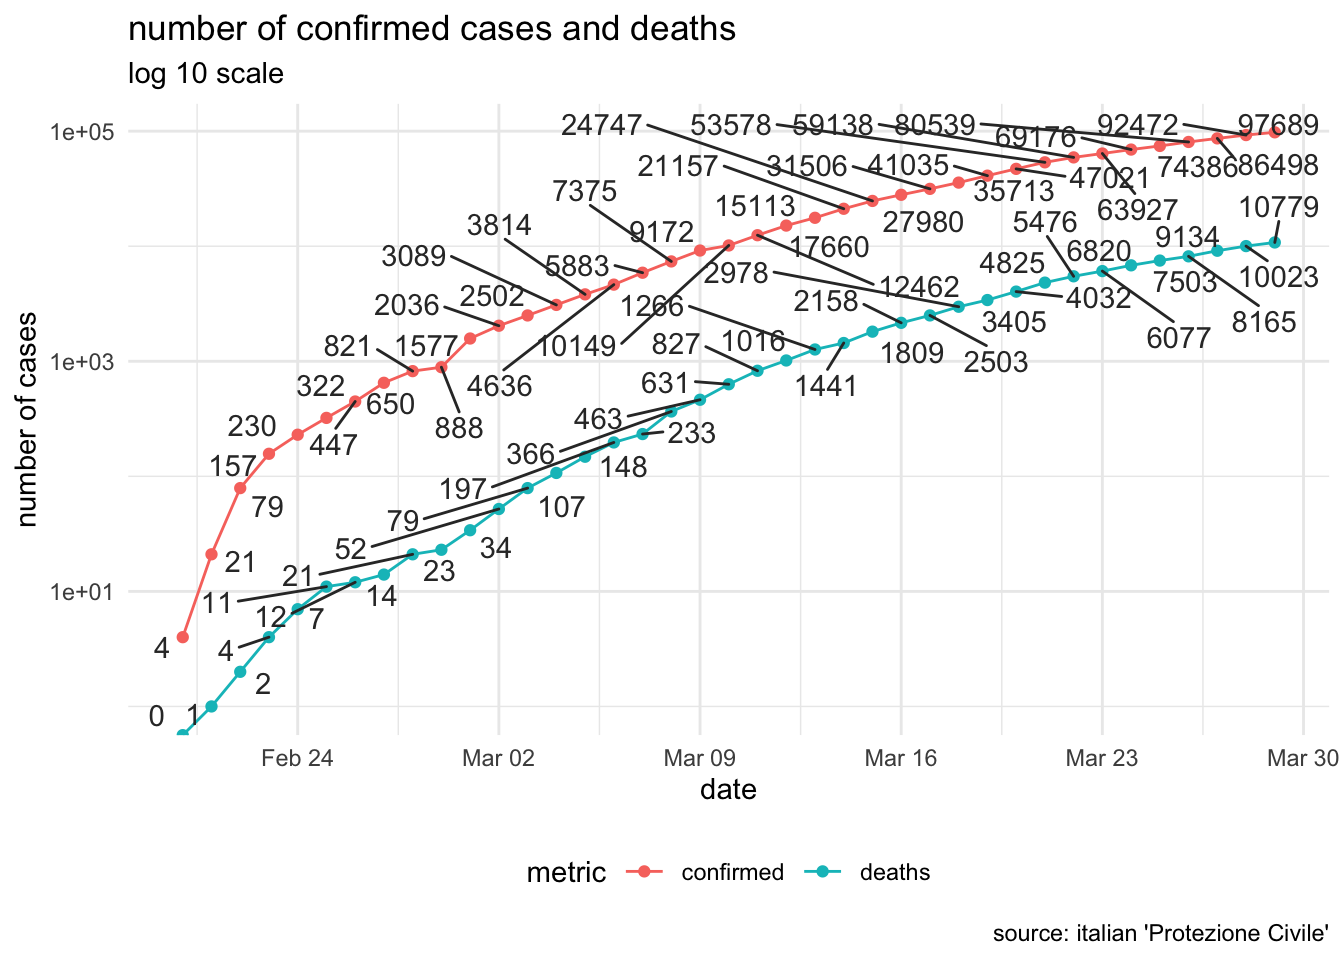 number of confirmed cases and deaths
log 10 scale
number of cases
1e+05
1e+03
1e+01
24747 53578 59138 80539 69176 92472 97689
21157 31506 41035 35713 47021 74386 86498
7375 15113 27980 63927 10779
3814 9172 17660 5476 9134
3089 5883 2978 12462 4825 6820 7503 10023
2036 2502 1266 2158 4032 8165
821 1577 10149 827 1016 1809 3405 6077
322 650 4636 631 1441 2503
230 447 888 463 233
157 366 148
79 197 107
21 79 34
52 23
21 14
11 12 7
4 4
2
0 1
Feb 24 Mar 02 Mar 09 Mar 16 Mar 23 Mar 30
date
metric confirmed deaths
source: italian 'Protezione Civile'